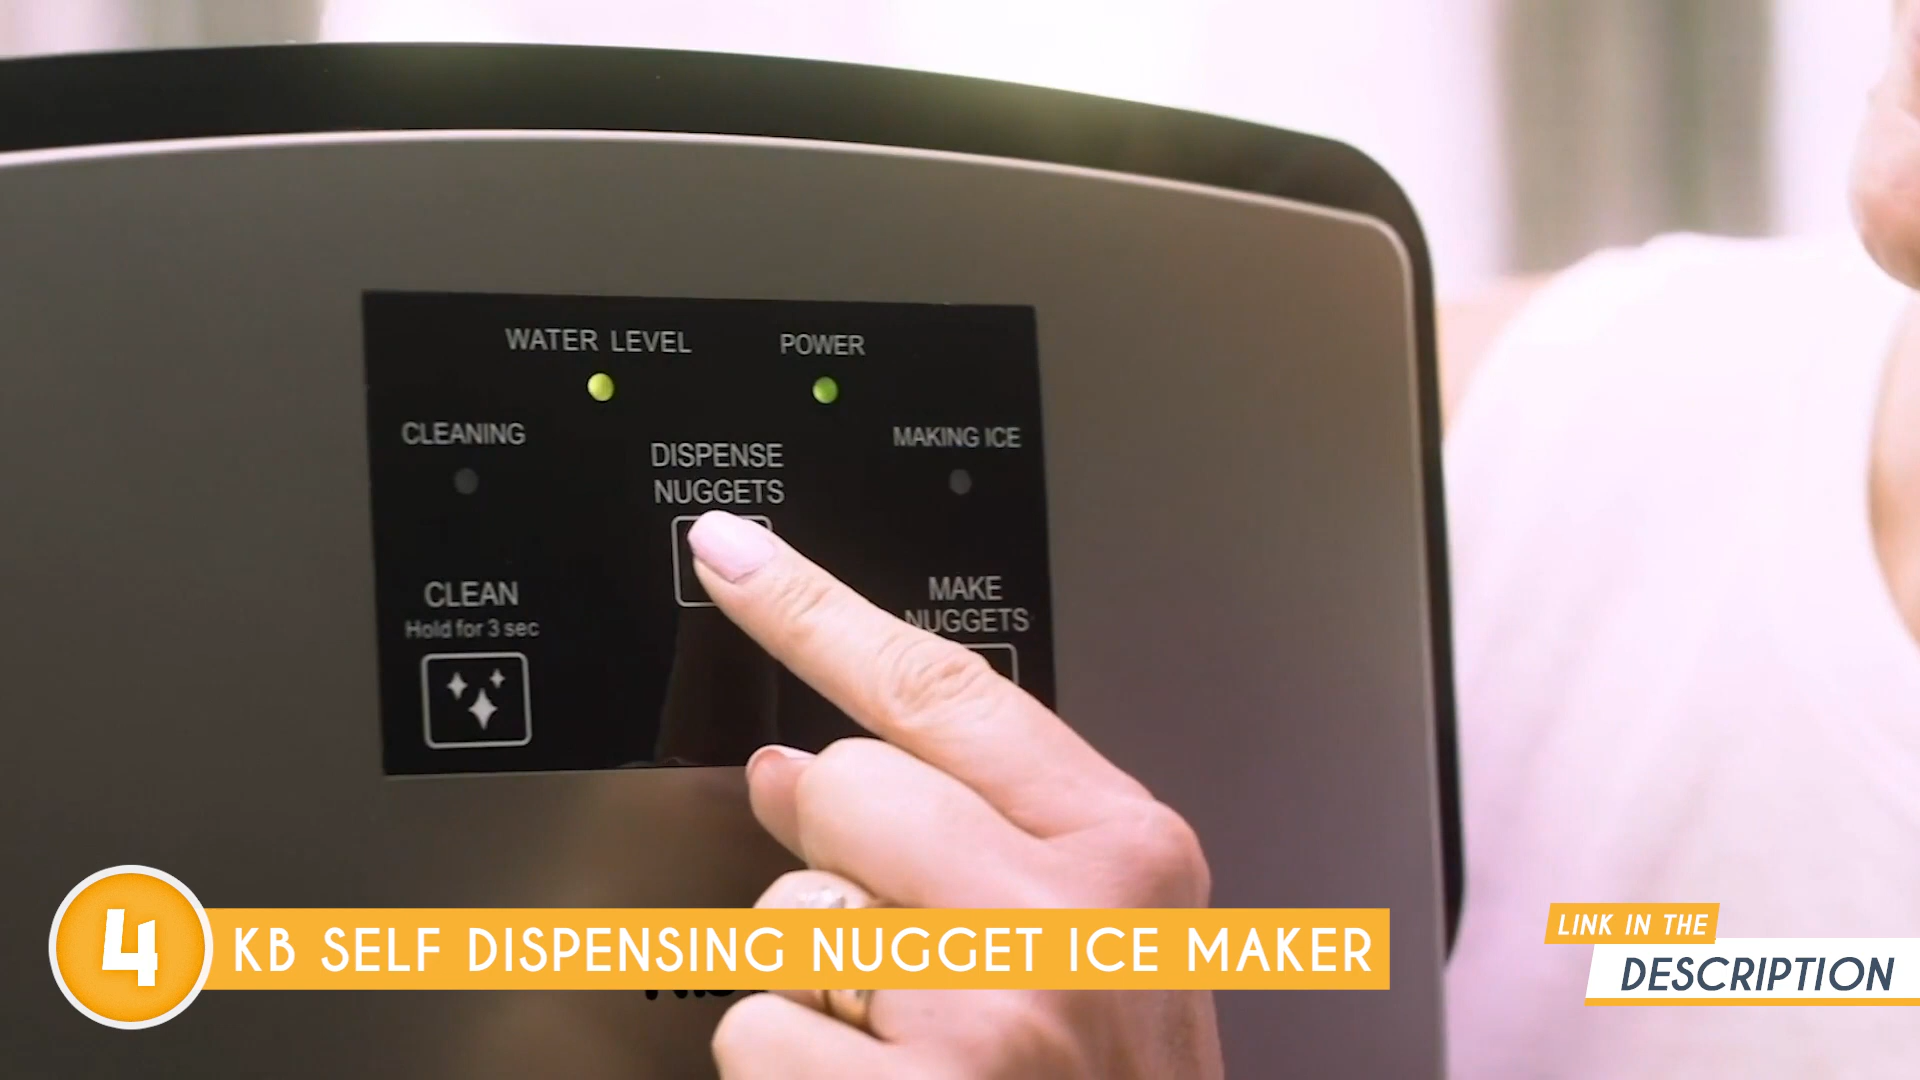 WATER LEVEL
POWER
CLEANING
MAKING ICE
DISPENSE
NUGGETS
CLEAN
Hold for 3 sec
MAKE
NUGGETS
4
KB SELF DISPENSING NUGGET ICE MAKER
LINK IN THE
DESCRIPTION